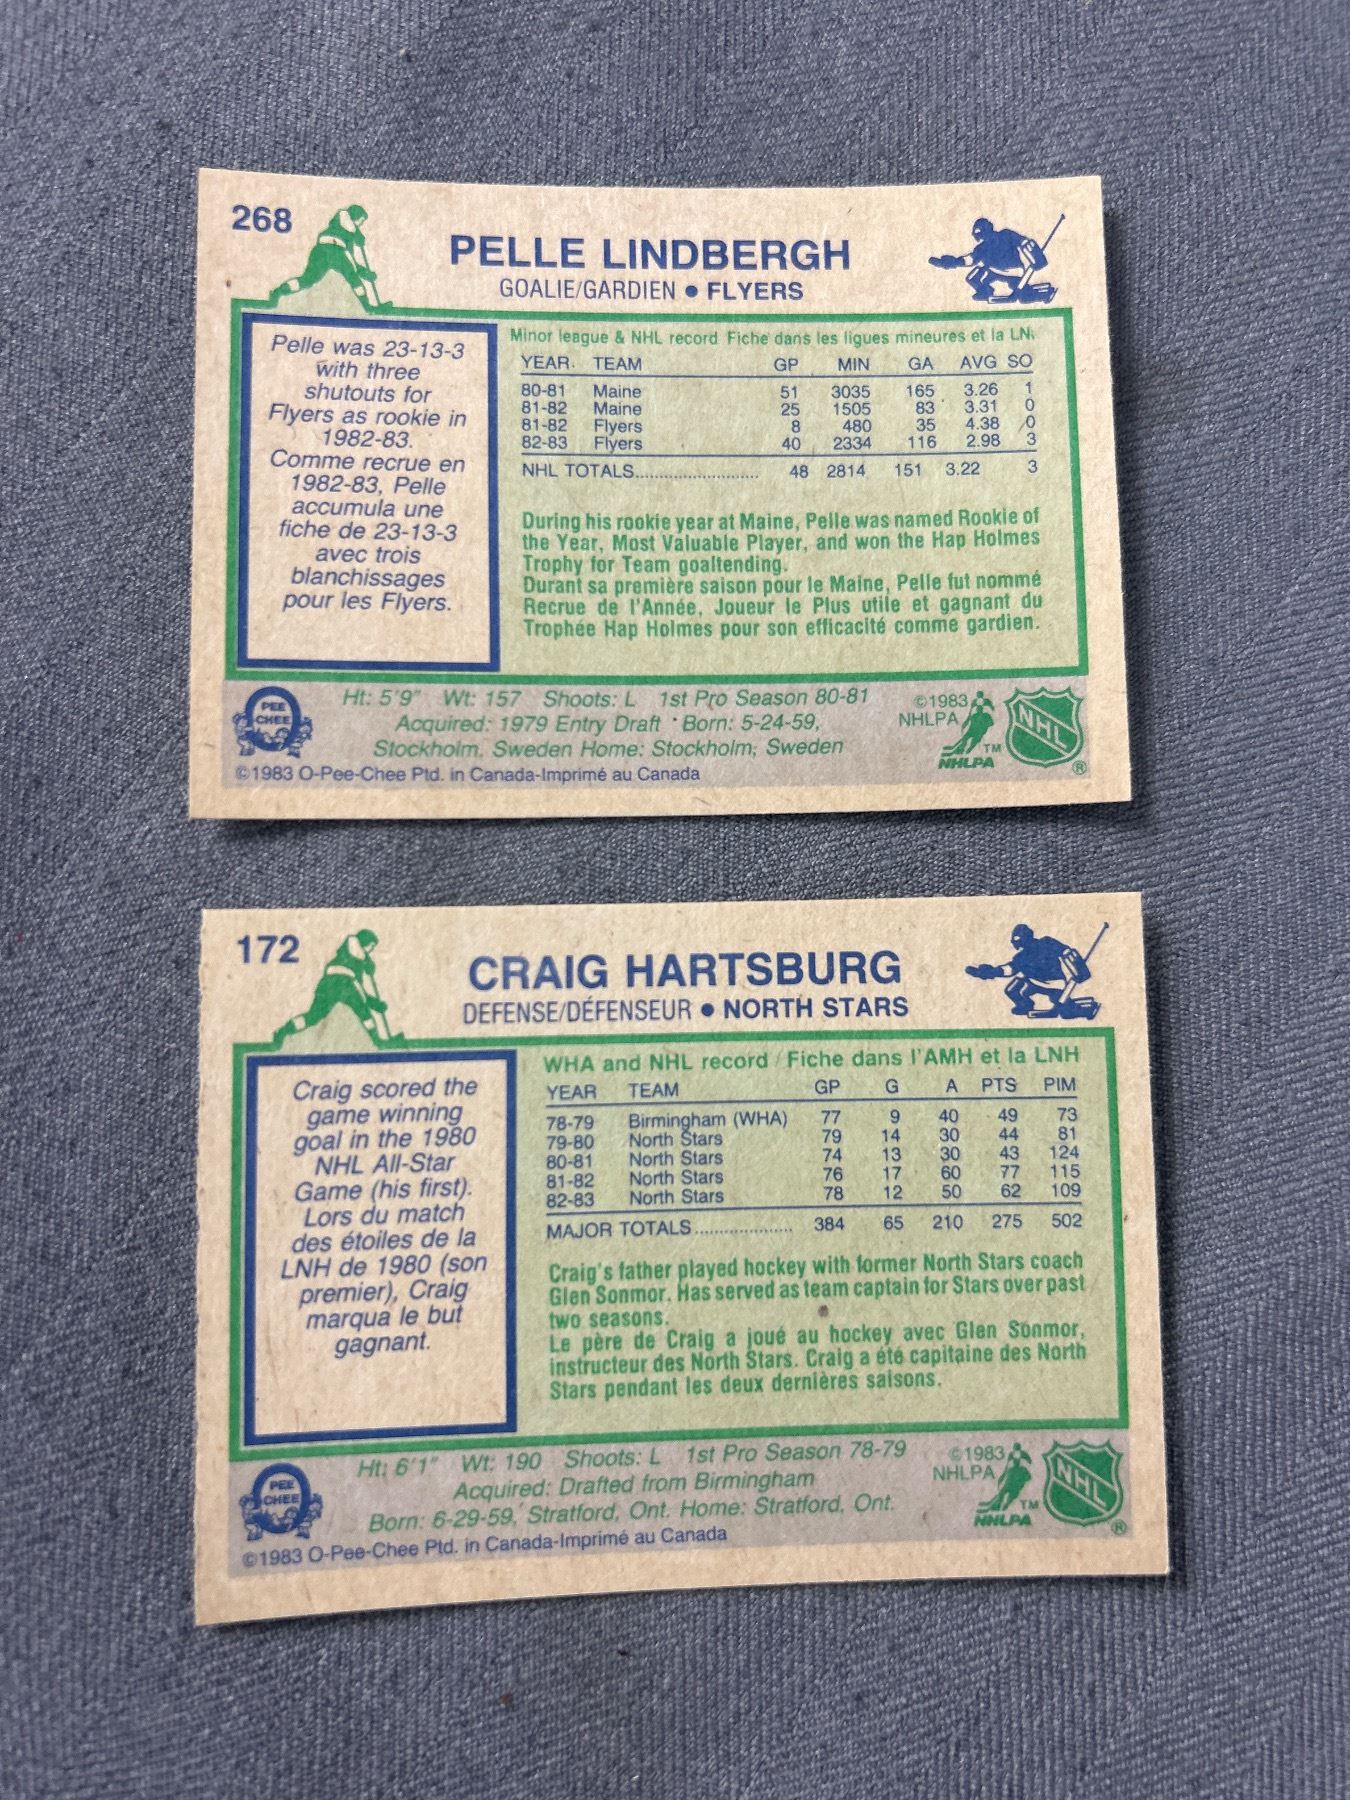 268
PELLE LINDBERGH
GOALIE/GARDIEN • FLYERS
Pelle was 23-13-3
with three
shutouts for
Flyers as rookie in
1982-83.
Comme recrue en
1982-83, Pelle
accumula une
fiche de 23-13-3
avec trois
blanchissages
pour les Flyers.
Minor league & NHL record Fiche dans les ligues mineures et la LN
YEAR TEAM GP MIN GA AVG SO
80-81 Maine 51 3035 165 3.26 1
81-82 Maine 25 1505 83 3.31 0
81-82 Flyers 8 480 35 4.38 0
82-83 Flyers 40 2334 116 2.98 3
NHL TOTALS........................... 48 2814 151 3.22 3
During his rookie year at Maine, Pelle was named Rookie of
the Year, Most Valuable Player, and won the Hap Holmes
Trophy for Team goaltending.
Durant sa première saison pour le Maine, Pelle fut nommé
Recrue de l'Année, Joueur le Plus utile et gagnant du
Trophée Hap Holmes pour son efficacité comme gardien.
PEE
CHEE
Ht: 5'9" Wt: 157 Shoots: L 1st Pro Season 80-81
Acquired: 1979 Entry Draft Born: 5-24-59,
Stockholm, Sweden Home: Stockholm, Sweden
©1983 O-Pee-Chee Ptd. in Canada-Imprimé au Canada
©1983
NHLPA
TM
NHLPA
NHL
®
172
CRAIG HARTSBURG
DEFENSE/DÉFENSEUR • NORTH STARS
Craig scored the
game winning
goal in the 1980
NHL All-Star
Game (his first).
Lors du match
des étoiles de la
LNH de 1980 (son
premier), Craig
marqua le but
gagnant.
WHA and NHL record / Fiche dans l'AMH et la LNH
YEAR TEAM GP G A PTS PIM
78-79 Birmingham (WHA) 77 9 40 49 73
79-80 North Stars 79 14 30 44 81
80-81 North Stars 74 13 30 43 124
81-82 North Stars 76 17 60 77 115
82-83 North Stars 78 12 50 62 109
MAJOR TOTALS..................... 384 65 210 275 502
Craig's father played hockey with former North Stars coach
Glen Sonmor. Has served as team captain for Stars over past
two seasons.
Le père de Craig a joué au hockey avec Glen Sonmor,
instructeur des North Stars. Craig a été capitaine des North
Stars pendant les deux dernières saisons.
PEE
CHEE
Ht: 6'1" Wt: 190 Shoots: L 1st Pro Season 78-79
Acquired: Drafted from Birmingham
Born: 6-29-59, Stratford, Ont. Home: Stratford, Ont.
©1983 O-Pee-Chee Ptd. in Canada-Imprimé au Canada
©1983
NHLPA
TM
NHLPA
NHL
®